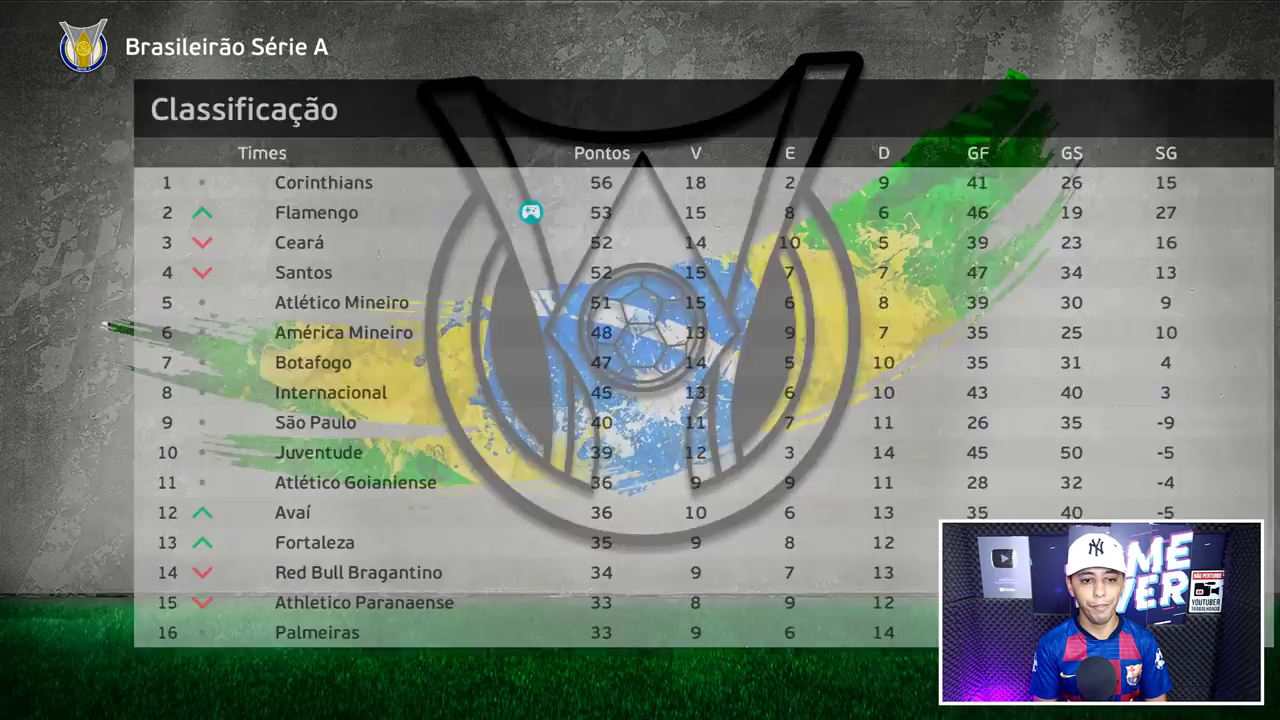 Brasileirão Série A
Classificação
Times Pontos V E D GF GS SG
1 Corinthians 56 18 2 9 41 26 15
2 Flamengo 53 15 8 6 46 19 27
3 Ceará 52 14 10 5 39 23 16
4 Santos 52 15 7 7 47 34 13
5 Atlético Mineiro 51 15 6 8 39 30 9
6 América Mineiro 48 13 9 7 35 25 10
7 Botafogo 47 14 5 10 35 31 4
8 Internacional 45 13 6 10 43 40 3
9 São Paulo 40 11 7 11 26 35 -9
10 Juventude 39 12 3 14 45 50 -5
11 Atlético Goianiense 36 9 9 11 28 32 -4
12 Avaí 36 10 6 13 35 40 -5
13 Fortaleza 35 9 8 12
14 Red Bull Bragantino 34 9 7 13
15 Athletico Paranaense 33 8 9 12
16 Palmeiras 33 9 6 14
NY
NÃO PERTURBE
YOUTUBER
TRABALHANDO